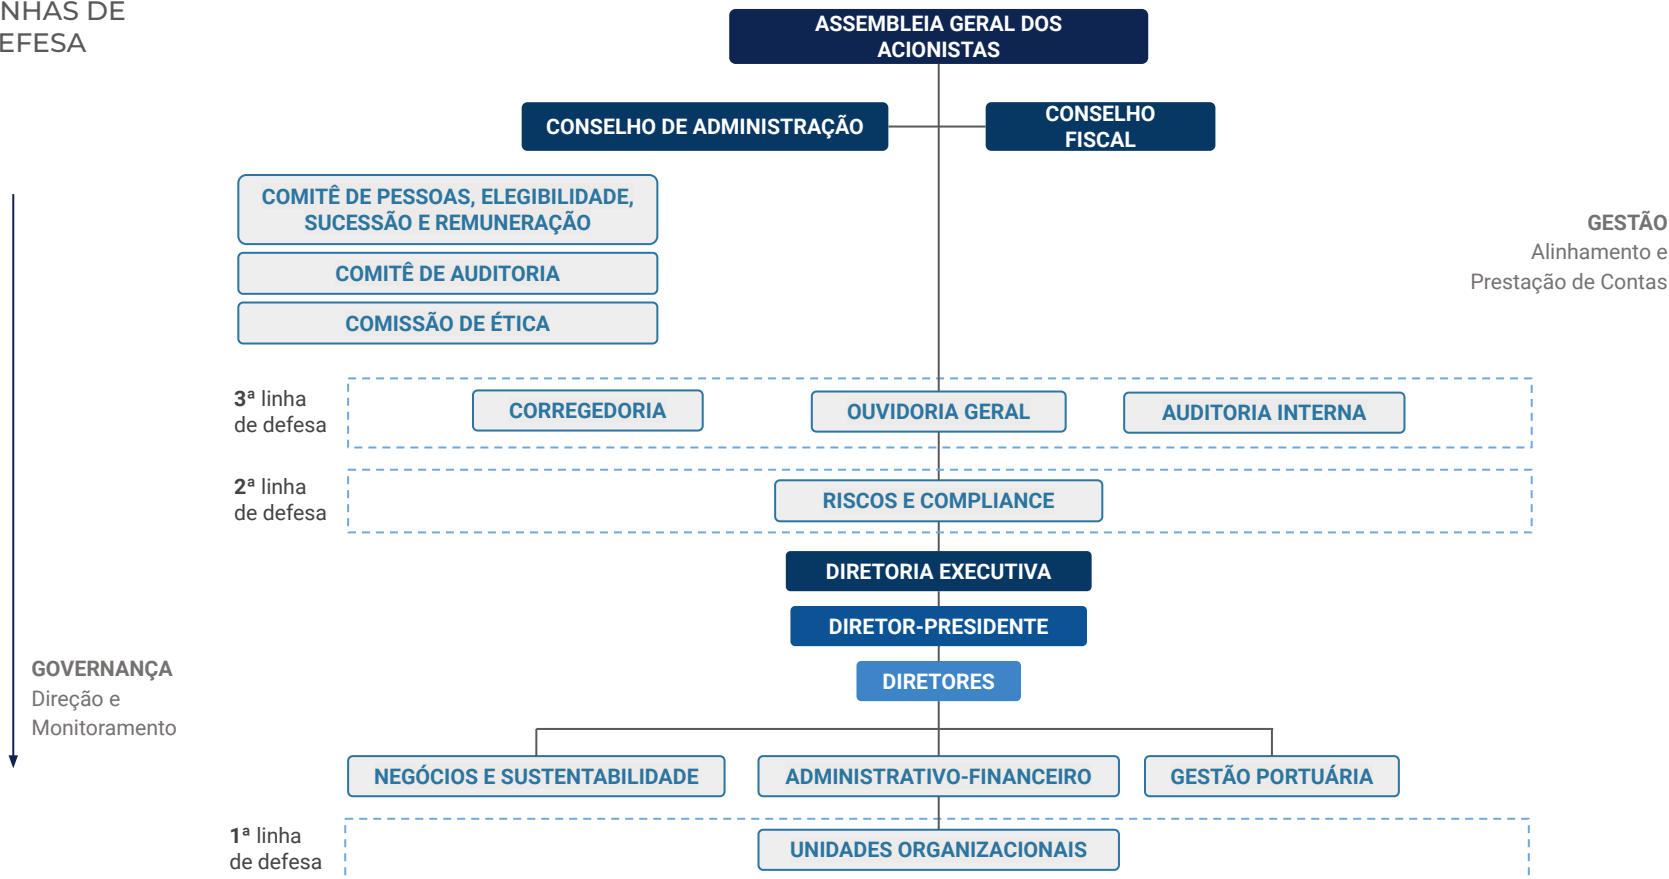 NHAS DE
EFESA
ASSEMBLEIA GERAL DOS
ACIONISTAS
CONSELHO DE ADMINISTRAÇÃO
CONSELHO
FISCAL
COMITÊ DE PESSOAS, ELEGIBILIDADE,
SUCESSÃO E REMUNERAÇÃO
COMITÊ DE AUDITORIA
COMISSÃO DE ÉTICA
GESTÃO
Alinhamento e
Prestação de Contas
3ª linha
de defesa
CORREGEDORIA
OUVIDORIA GERAL
AUDITORIA INTERNA
2ª linha
de defesa
RISCOS E COMPLIANCE
DIRETORIA EXECUTIVA
DIRETOR-PRESIDENTE
DIRETORES
GOVERNANÇA
Direção e
Monitoramento
NEGÓCIOS E SUSTENTABILIDADE
ADMINISTRATIVO-FINANCEIRO
GESTÃO PORTUÁRIA
1ª linha
de defesa
UNIDADES ORGANIZACIONAIS